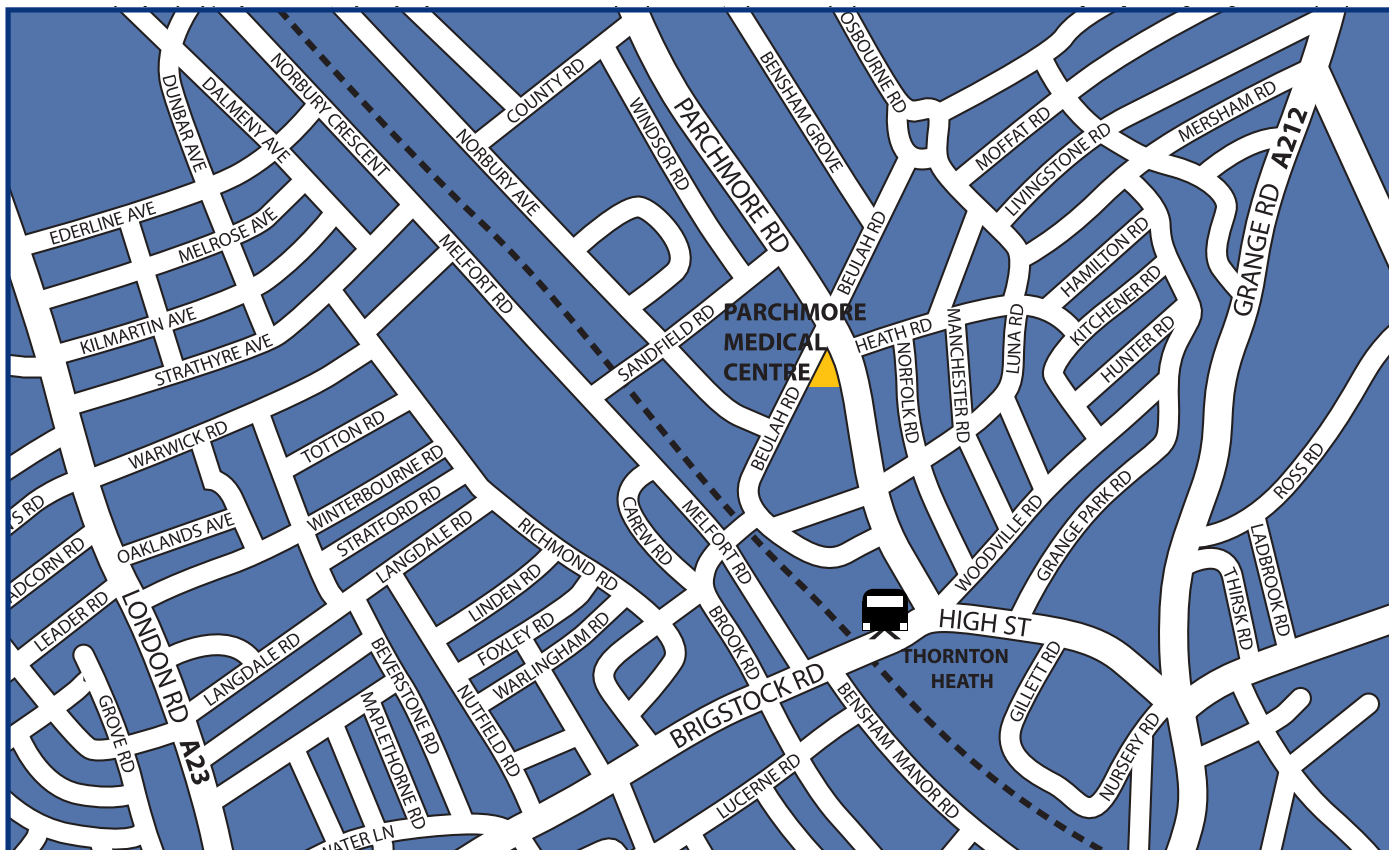 OSBOURNE RD
DUNBAR AVE
DALMENY AVE
NORBURY CRESCENT
COUNTY RD
WINDSOR RD
PARCHMORE RD
BENSHAM GROVE
NORBURY AVE
MOFFAT RD
MERSHAM RD
LIVINGSTONE RD
GRANGE RD A212
EDERLINE AVE
MELROSE AVE
MELFORT RD
BEULAH RD
HAMILTON RD
KITCHENER RD
HUNTER RD
KILMARTIN AVE
STRATHYRE AVE
SANDFIELD RD
PARCHMORE
MEDICAL
CENTRE
HEATH RD
NORFOLK RD
MANCHESTER RD
LUNA RD
BEULAH RD
WARWICK RD
TOTTON RD
WINTERBOURNE RD
STRATFORD RD
LANGDALE RD
OAKLANDS AVE
S RD
ADCORN RD
LEADER RD
RICHMOND RD
CAREW RD
MELFORT RD
WOODVILLE RD
GRANGE PARK RD
ROSS RD
LADBROOK RD
THIRSK RD
LINDEN RD
FOXLEY RD
WARLINGHAM RD
BROOK RD
HIGH ST
THORNTON
HEATH
LONDON RD A23
LANGDALE RD
GROVE RD
BEVERSTONE RD
MAPLETHORNE RD
NUTFIELD RD
BRIGSTOCK RD
BENSHAM MANOR RD
GILLETT RD
NURSERY RD
LUCERNE RD
WATER LN